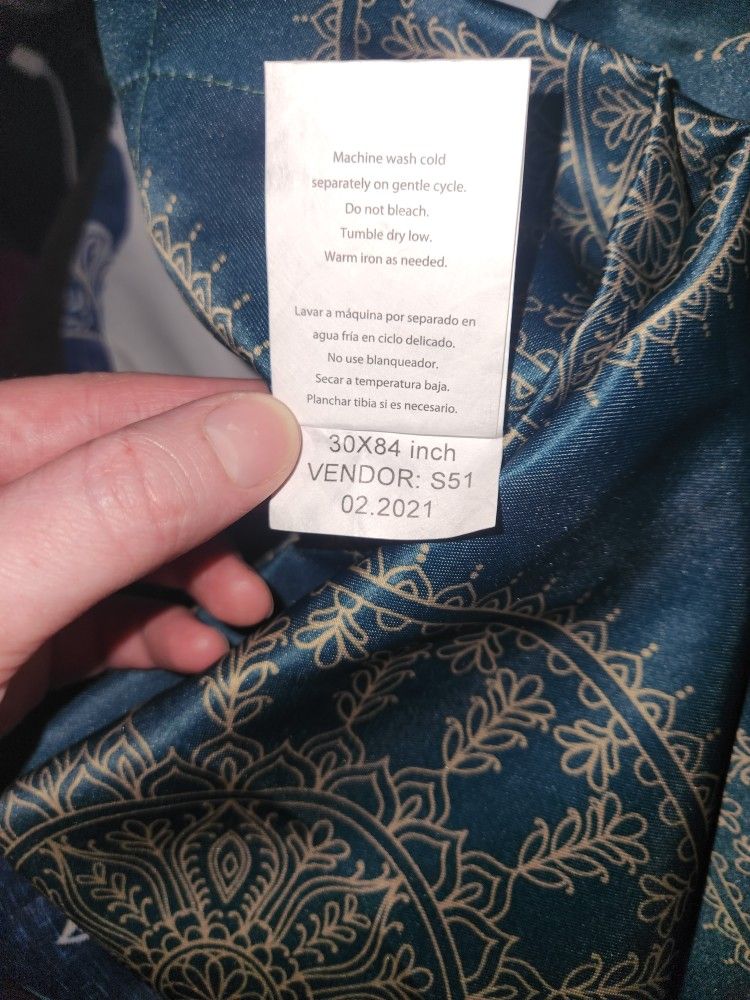 Machine wash cold
separately on gentle cycle.
Do not bleach.
Tumble dry low.
Warm iron as needed.
Lavar a máquina por separado en
agua fría en ciclo delicado.
No use blanqueador.
Secar a temperatura baja.
Planchar tibia si es necesario.
30X84 inch
VENDOR: S51
02.2021